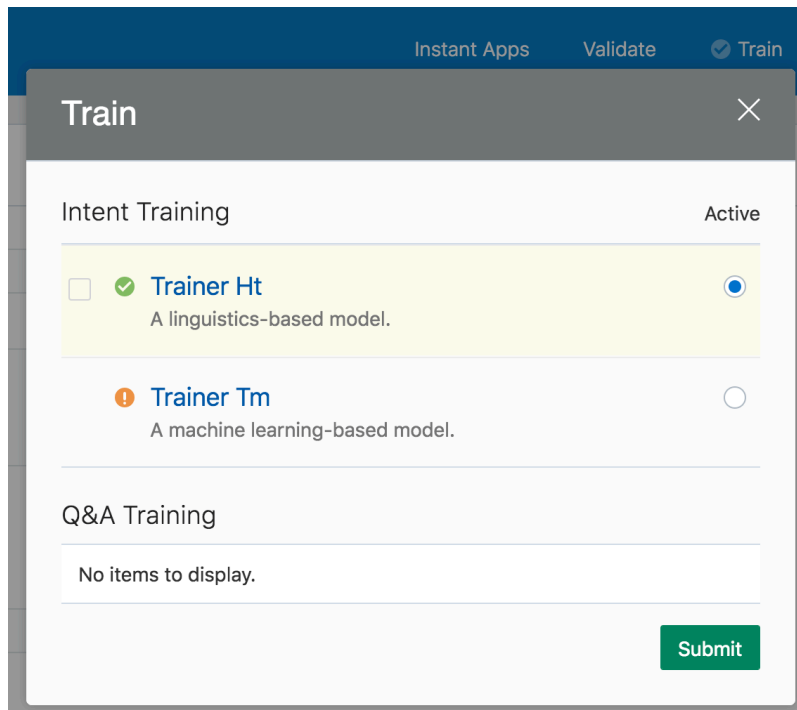 Instant Apps Validate Train
Train
Intent Training Active
Trainer Ht
A linguistics-based model.
Trainer Tm
A machine learning-based model.
Q&A Training
No items to display.
Submit